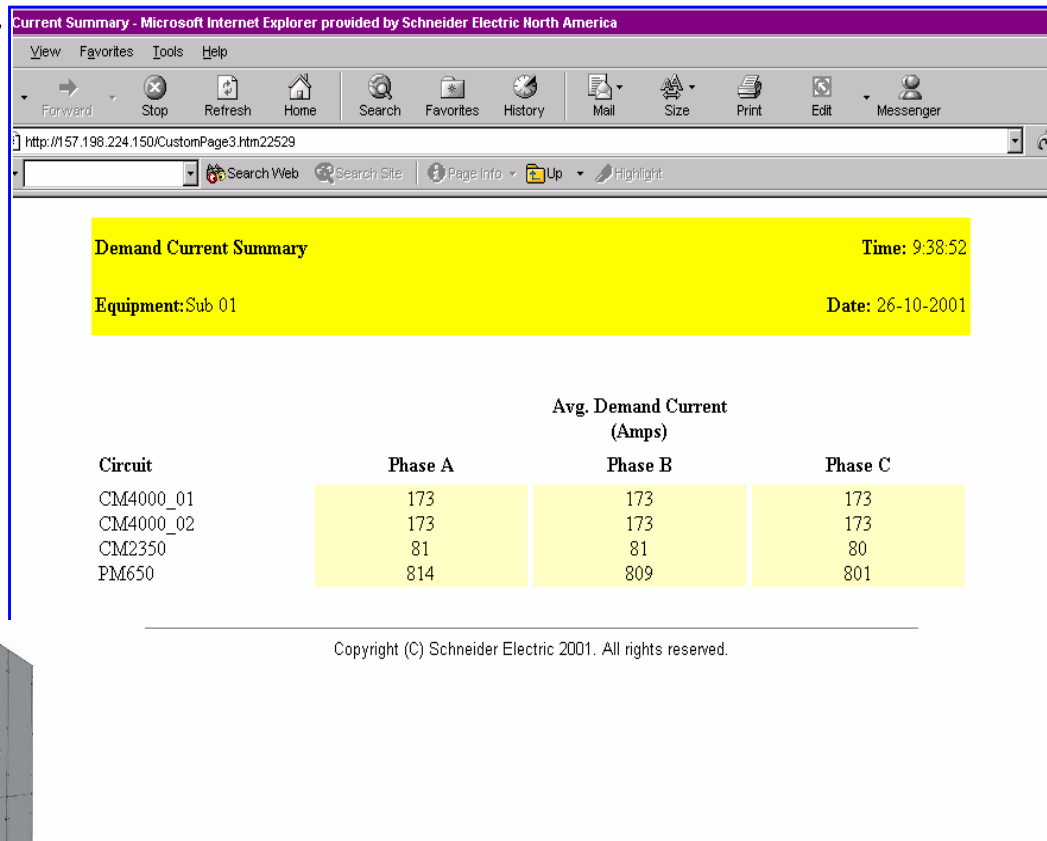 Current Summary - Microsoft Internet Explorer provided by Schneider Electric North America
View Favorites Tools Help
Forward Stop Refresh Home Search Favorites History Mail Size Print Edit Messenger
http://157.198.224.150/CustomPage3.htm22529
Search Web Search Site Page Info Up Highlight
Demand Current Summary Time: 9:38:52
Equipment:Sub 01 Date: 26-10-2001
Avg. Demand Current
(Amps)
Circuit Phase A Phase B Phase C
CM4000_01 173 173 173
CM4000_02 173 173 173
CM2350 81 81 80
PM650 814 809 801
Copyright (C) Schneider Electric 2001. All rights reserved.